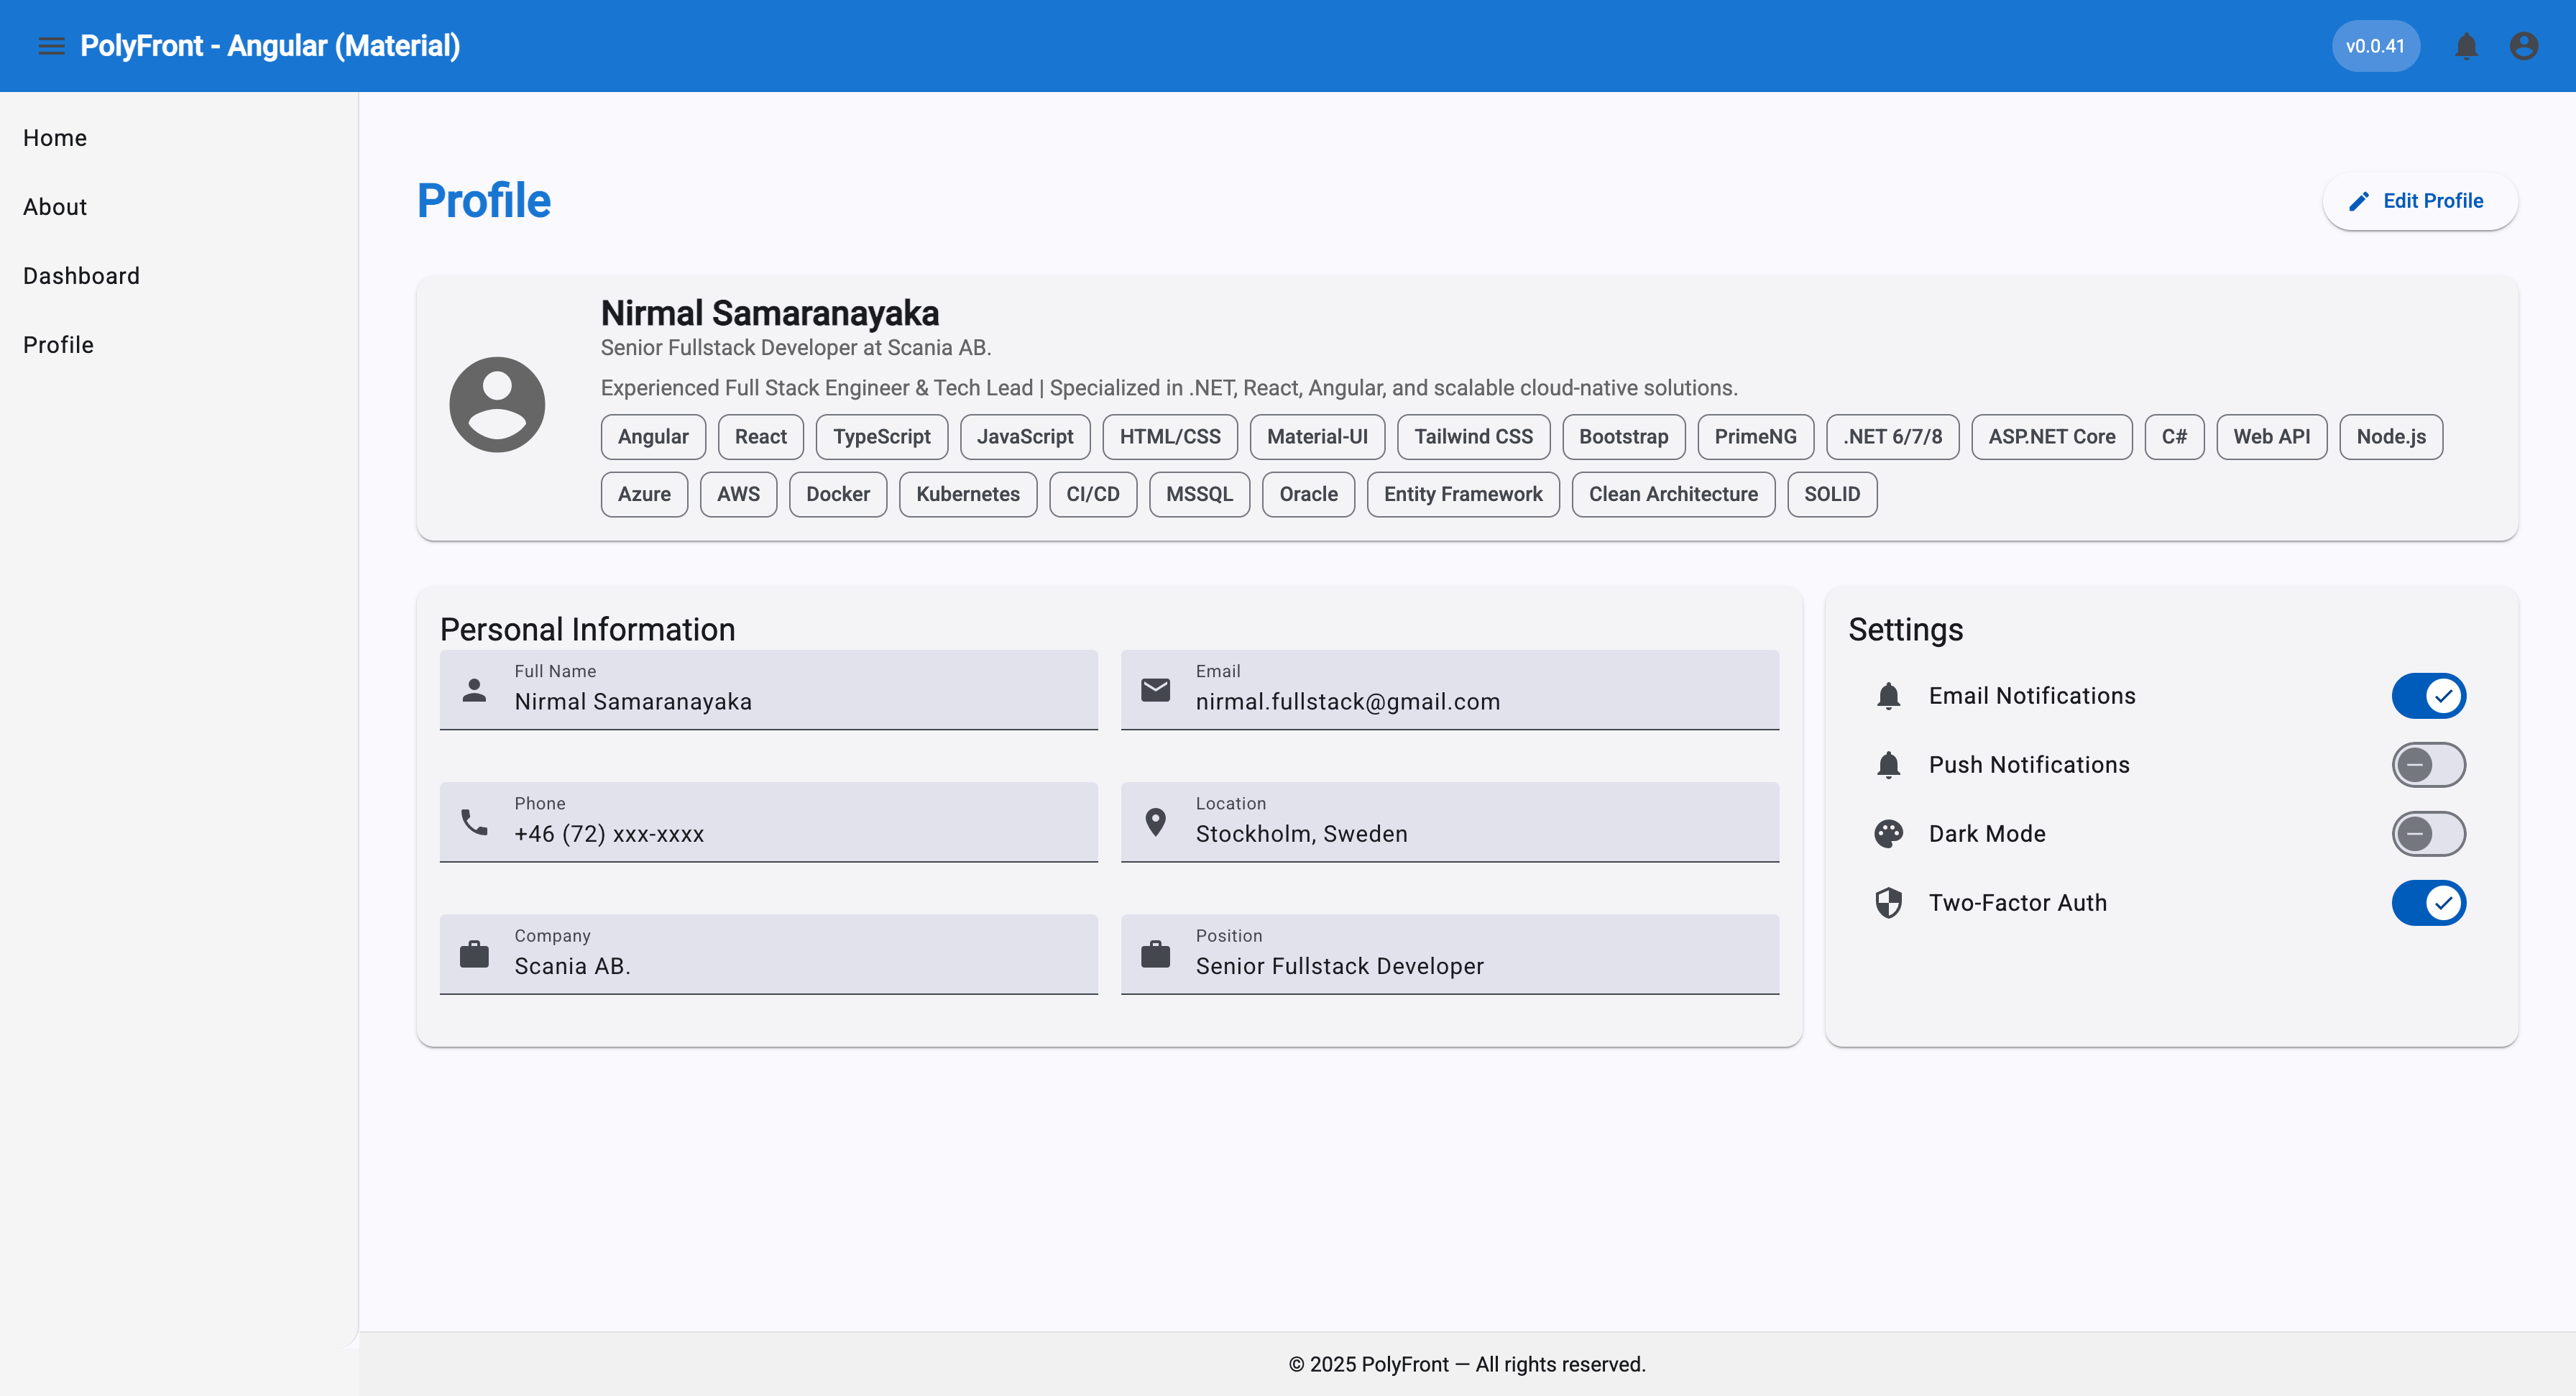 PolyFront - Angular (Material)
v0.0.41
Home
About
Dashboard
Profile
Profile
Edit Profile
Nirmal Samaranayaka
Senior Fullstack Developer at Scania AB.
Experienced Full Stack Engineer & Tech Lead | Specialized in .NET, React, Angular, and scalable cloud-native solutions.
Angular React TypeScript JavaScript HTML/CSS Material-UI Tailwind CSS Bootstrap PrimeNG .NET 6/7/8 ASP.NET Core C# Web API Node.js
Azure AWS Docker Kubernetes CI/CD MSSQL Oracle Entity Framework Clean Architecture SOLID
Personal Information
Full Name
Nirmal Samaranayaka
Email
nirmal.fullstack@gmail.com
Phone
+46 (72) xxx-xxxx
Location
Stockholm, Sweden
Company
Scania AB.
Position
Senior Fullstack Developer
Settings
Email Notifications
Push Notifications
Dark Mode
Two-Factor Auth
© 2025 PolyFront — All rights reserved.